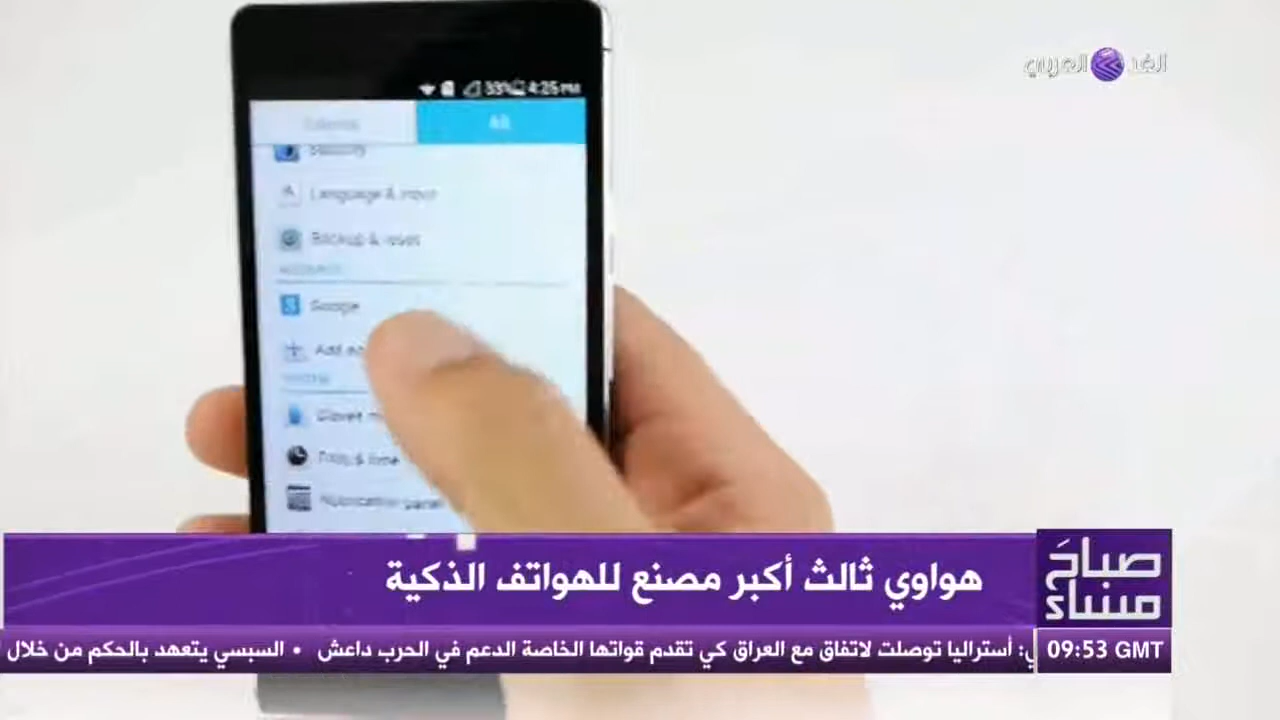 الغد العربي
33% 4:25 PM
All
Language & input
Backup & reset
ACCOUNTS
Google
Add
هواوي ثالث أكبر مصنع للهواتف الذكية
صباح مساء
ي: أستراليا توصلت لاتفاق مع العراق كي تقدم قواتها الخاصة الدعم في الحرب داعش • السبسي يتعهد بالحكم من خلال
09:53 GMT